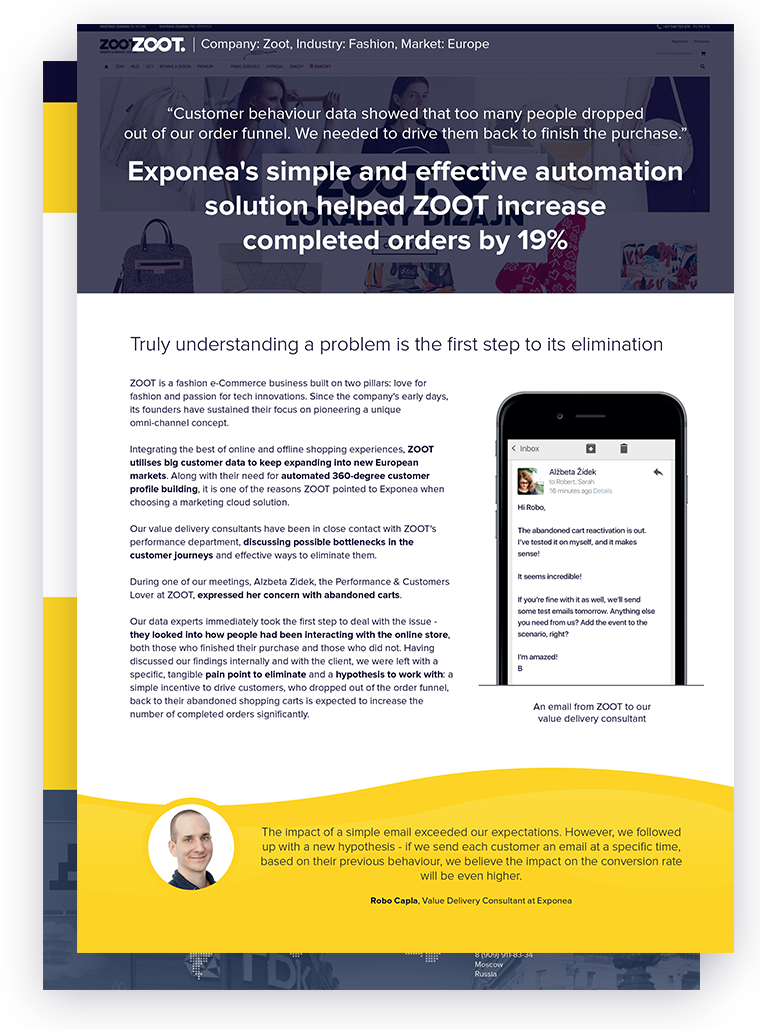 ZOOT.
Company: Zoot, Industry: Fashion, Market: Europe
“Customer behaviour data showed that too many people dropped
out of our order funnel. We needed to drive them back to finish the purchase.”
Exponea's simple and effective automation
solution helped ZOOT increase
completed orders by 19%
ZOOT.
LOKÁLNY DIZAJN
Truly understanding a problem is the first step to its elimination
ZOOT is a fashion e-Commerce business built on two pillars: love for
fashion and passion for tech innovations. Since the company's early days,
its founders have sustained their focus on pioneering a unique
omni-channel concept.
Integrating the best of online and offline shopping experiences, ZOOT
utilises big customer data to keep expanding into new European
markets. Along with their need for automated 360-degree customer
profile building, it is one of the reasons ZOOT pointed to Exponea when
choosing a marketing cloud solution.
Our value delivery consultants have been in close contact with ZOOT's
performance department, discussing possible bottlenecks in the
customer journeys and effective ways to eliminate them.
During one of our meetings, Alzbeta Zidek, the Performance & Customers
Lover at ZOOT, expressed her concern with abandoned carts.
Our data experts immediately took the first step to deal with the issue -
they looked into how people had been interacting with the online store,
both those who finished their purchase and those who did not. Having
discussed our findings internally and with the client, we were left with a
specific, tangible pain point to eliminate and a hypothesis to work with: a
simple incentive to drive customers, who dropped out of the order funnel,
back to their abandoned shopping carts is expected to increase the
number of completed orders significantly.
Inbox
Alžbeta Židek
to Robert, Sarah
16 minutes ago Details
Hi Robo,
The abandoned cart reactivation is out.
I've tested it on myself, and it makes
sense!
It seems incredible!
If you're fine with it as well, we'll send
some test emails tomorrow. Anything else
you need from us? Add the event to the
scenario, right?
I'm amazed!
B
An email from ZOOT to our
value delivery consultant
The impact of a simple email exceeded our expectations. However, we followed
up with a new hypothesis - if we send each customer an email at a specific time,
based on their previous behaviour, we believe the impact on the conversion rate
will be even higher.
Robo Capla, Value Delivery Consultant at Exponea
8 (909) 911-83-34
Moscow
Russia